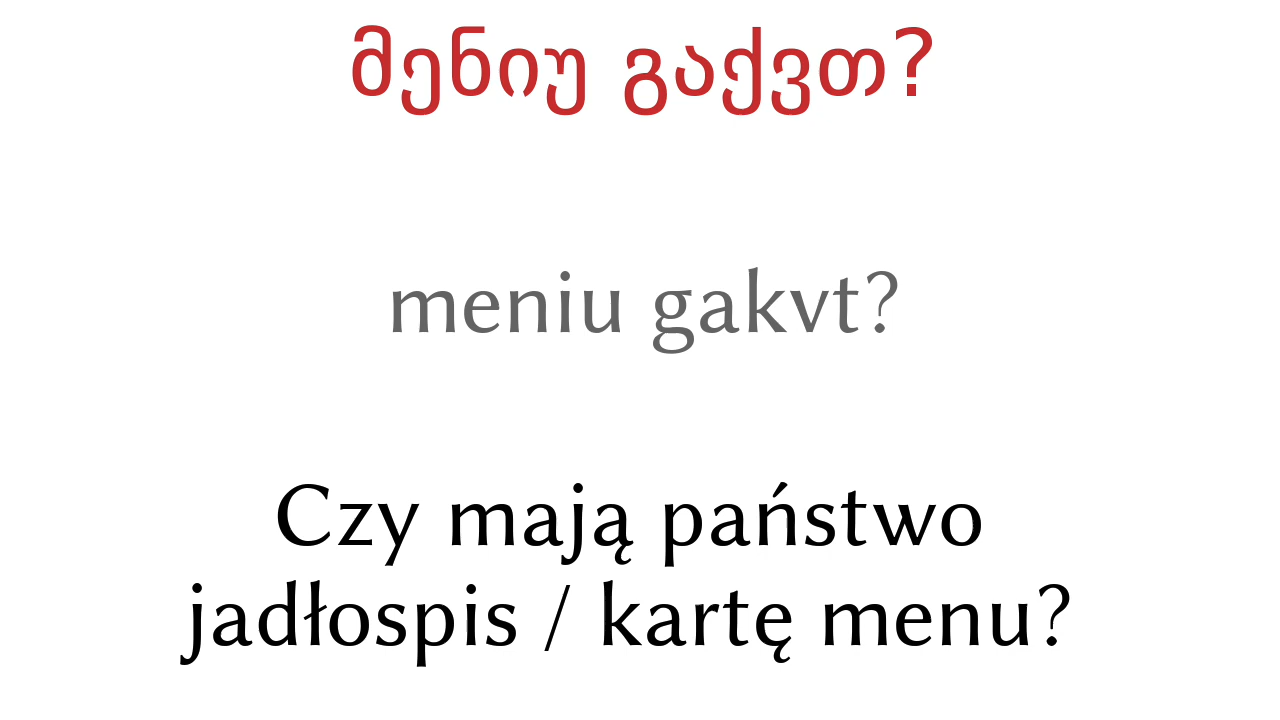 მენიუ გაქვთ?
meniu gakvt?
Czy mają państwo
jadłospis / kartę menu?